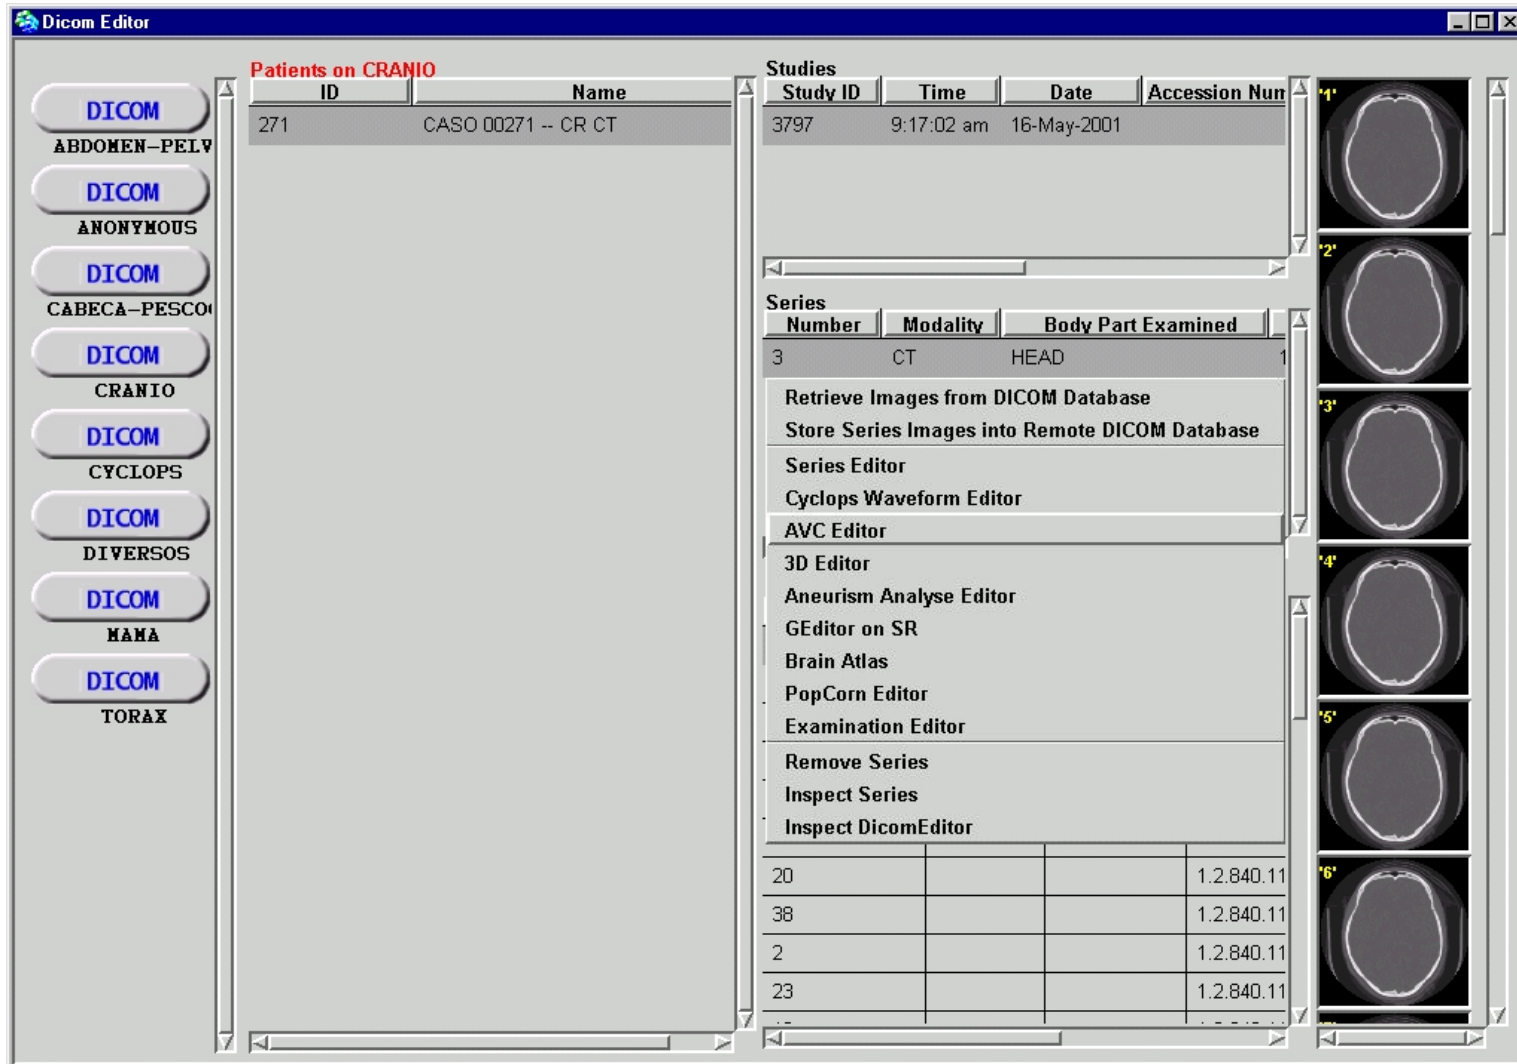 Dicom Editor
DICOM
ABDOMEN-PELV
DICOM
ANONYMOUS
DICOM
CABECA-PESCO
DICOM
CRANIO
DICOM
CYCLOPS
DICOM
DIVERSOS
DICOM
MAMA
DICOM
TORAX
Patients on CRANIO
ID Name
271 CASO 00271 -- CR CT
Studies
Study ID Time Date Accession Num
3797 9:17:02 am 16-May-2001
Series
Number Modality Body Part Examined
3 CT HEAD 1
Retrieve Images from DICOM Database
Store Series Images into Remote DICOM Database
Series Editor
Cyclops Waveform Editor
AVC Editor
3D Editor
Aneurism Analyse Editor
GEditor on SR
Brain Atlas
PopCorn Editor
Examination Editor
Remove Series
Inspect Series
Inspect DicomEditor
20 1.2.840.11
38 1.2.840.11
2 1.2.840.11
23 1.2.840.11
'1'
'2'
'3'
'4'
'5'
'6'